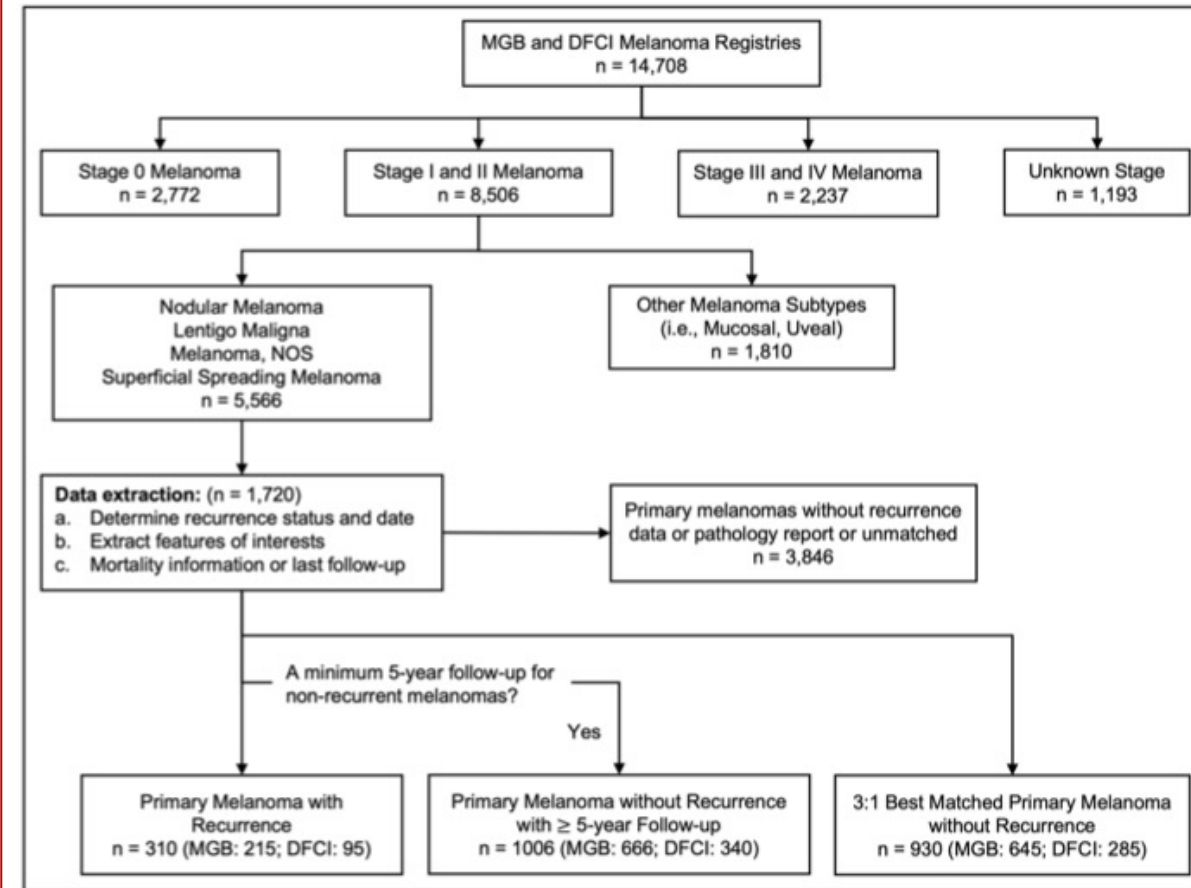 MGB and DFCI Melanoma Registries
n = 14,708
Stage 0 Melanoma
n = 2,772
Stage I and II Melanoma
n = 8,506
Stage III and IV Melanoma
n = 2,237
Unknown Stage
n = 1,193
Nodular Melanoma
Lentigo Maligna
Melanoma, NOS
Superficial Spreading Melanoma
n = 5,566
Other Melanoma Subtypes
(i.e., Mucosal, Uveal)
n = 1,810
Data extraction: (n = 1,720)
a. Determine recurrence status and date
b. Extract features of interests
c. Mortality information or last follow-up
Primary melanomas without recurrence
data or pathology report or unmatched
n = 3,846
A minimum 5-year follow-up for
non-recurrent melanomas?
Yes
Primary Melanoma with
Recurrence
n = 310 (MGB: 215; DFCI: 95)
Primary Melanoma without Recurrence
with ≥ 5-year Follow-up
n = 1006 (MGB: 666; DFCI: 340)
3:1 Best Matched Primary Melanoma
without Recurrence
n = 930 (MGB: 645; DFCI: 285)